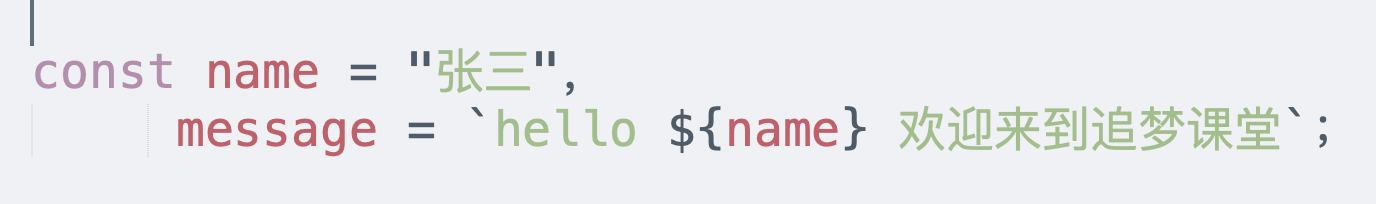 const name = "张三",
message = `hello ${name} 欢迎来到追梦课堂`;